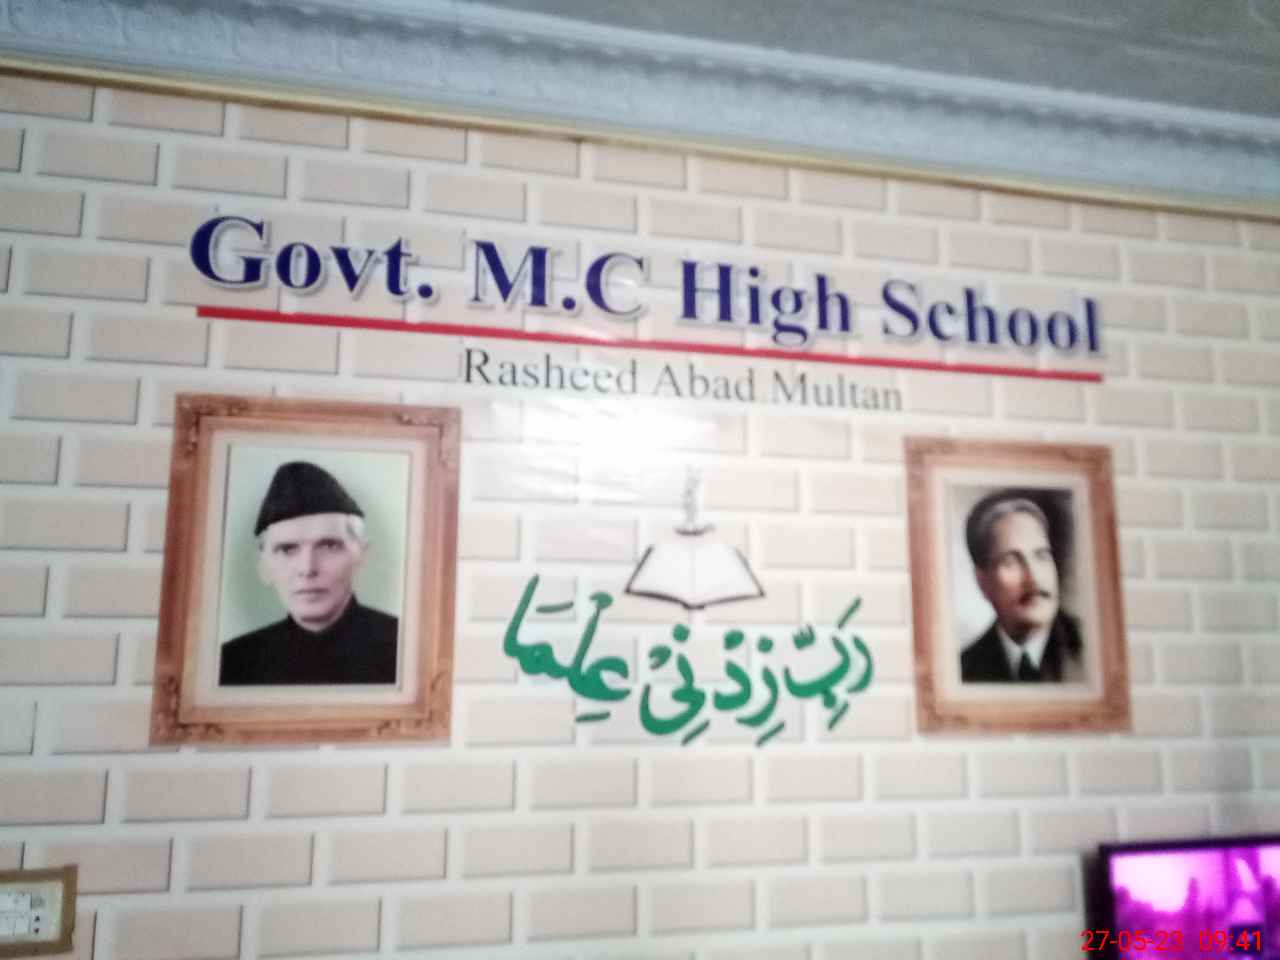 Govt. M.C High School
Rasheed Abad Multan
رَبِّ زِدْنِیْ عِلْمَا
27-05-23 09:41